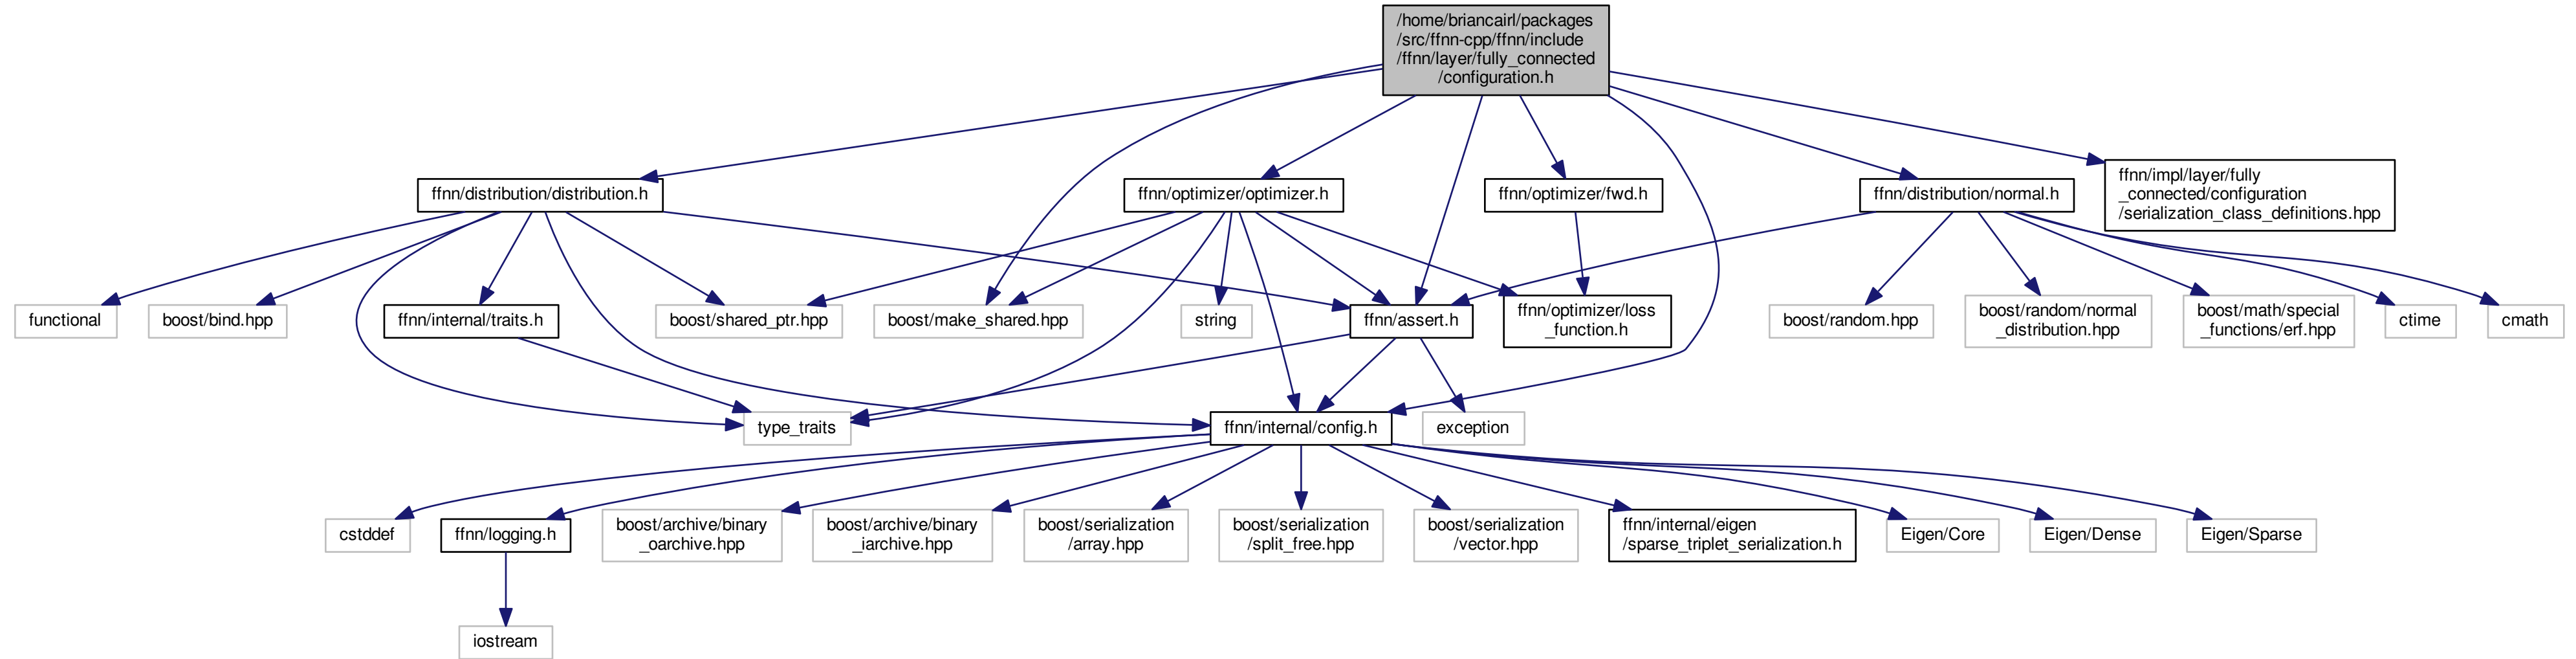 /home/briancairl/packages
/src/ffnn-cpp/ffnn/include
/ffnn/layer/fully_connected
/configuration.h
ffnn/distribution/distribution.h
ffnn/optimizer/optimizer.h
ffnn/optimizer/fwd.h
ffnn/distribution/normal.h
ffnn/impl/layer/fully
_connected/configuration
/serialization_class_definitions.hpp
functional
boost/bind.hpp
ffnn/internal/traits.h
boost/shared_ptr.hpp
boost/make_shared.hpp
string
ffnn/assert.h
ffnn/optimizer/loss
_function.h
boost/random.hpp
boost/random/normal
_distribution.hpp
boost/math/special
_functions/erf.hpp
ctime
cmath
type_traits
ffnn/internal/config.h
exception
cstddef
ffnn/logging.h
boost/archive/binary
_oarchive.hpp
boost/archive/binary
_iarchive.hpp
boost/serialization
/array.hpp
boost/serialization
/split_free.hpp
boost/serialization
/vector.hpp
ffnn/internal/eigen
/sparse_triplet_serialization.h
Eigen/Core
Eigen/Dense
Eigen/Sparse
iostream